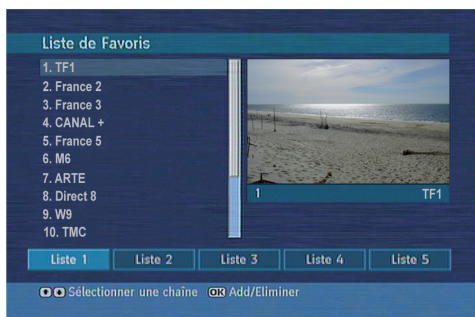 Liste de Favoris
1. TF1
2. France 2
3. France 3
4. CANAL +
5. France 5
6. M6
7. ARTE
8. Direct 8
9. W9
10. TMC
1 TF1
Liste 1 Liste 2 Liste 3 Liste 4 Liste 5
Sélectionner une chaîne OK Add/Eliminer